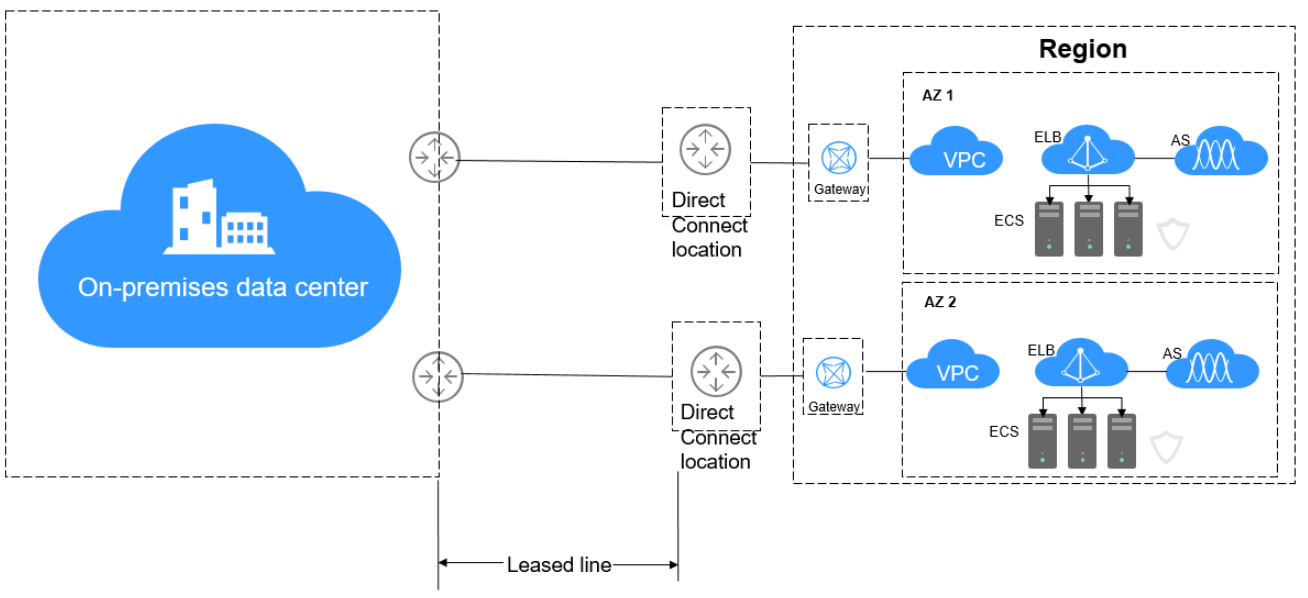 Region
AZ 1
ELB
AS
VPC
Gateway
Direct
Connect
location
ECS
On-premises data center
AZ 2
ELB
AS
VPC
Gateway
Direct
Connect
location
ECS
Leased line